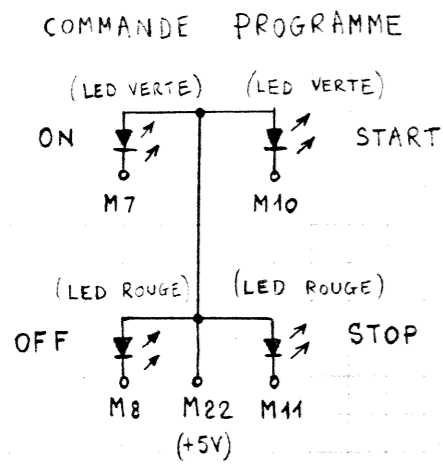 COMMANDE PROGRAMME
(LED VERTE) (LED VERTE)
ON START
M7 M10
(LED ROUGE) (LED ROUGE)
OFF STOP
M8 M22 M11
(+5V)